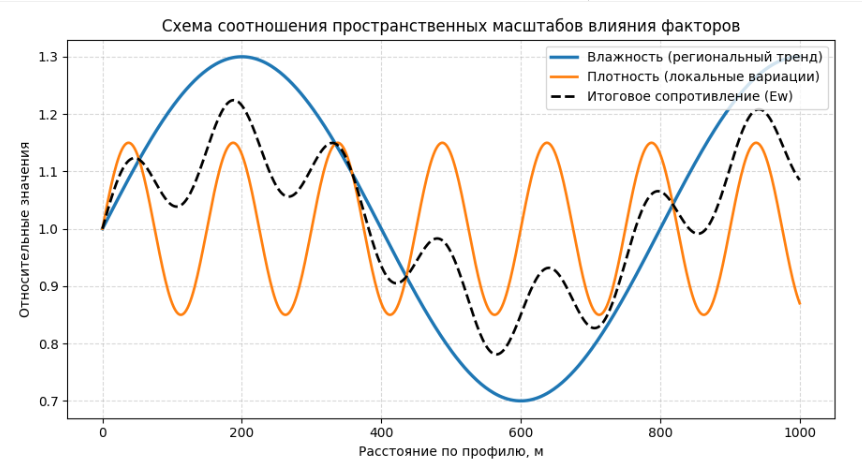 Схема соотношения пространственных масштабов влияния факторов
Влажность (региональный тренд)
Плотность (локальные вариации)
Итоговое сопротивление (Ew)
Относительные значения
1.3
1.2
1.1
1.0
0.9
0.8
0.7
0 200 400 600 800 1000
Расстояние по профилю, м